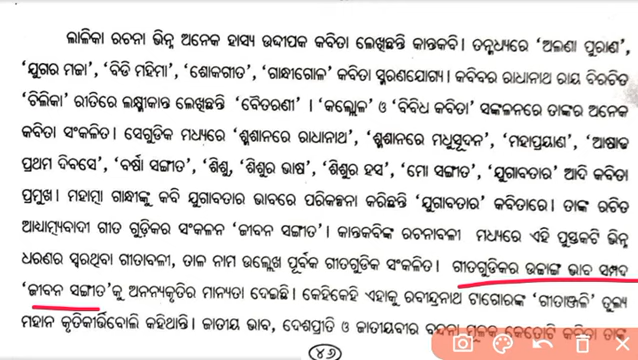 ଲାଳିକା ରଚନା ଭିନ୍ନ ଅନେକ ହାସ୍ୟ ଉଦ୍ଦୀପକ କବିତା ଲେଖିଛନ୍ତି କାନ୍ତକବି। ତନ୍ମଧ୍ୟରେ ‘ଅଲଣା ପୁରାଣ’,
‘ଯୁଗର ମଜା’, ‘ବିଡି ମହିମା’, ‘ଶୋକଗୀତ’, ‘ଗାନ୍ଧୀଗୋଳ’ କବିତା ସ୍ମରଣଯୋଗ୍ୟ। କବିବର ରାଧାନାଥ ରାୟ ବିରଚିତ
‘ଚିଲିକା’ ରୀତିରେ ଲକ୍ଷ୍ମୀକାନ୍ତ ଲେଖିଛନ୍ତି ‘ବୈତରଣୀ’ । ‘କଲ୍ଲୋଳ’ ଓ ‘ବିବିଧ କବିତା’ ସଙ୍କଳନରେ ତାଙ୍କର ଅନେକ
କବିତା ସଂକଳିତ। ସେଗୁଡିକ ମଧ୍ୟରେ ‘ଶ୍ମଶାନରେ ରାଧାନାଥ’, ‘ଶ୍ମଶାନରେ ମଧୁସୂଦନ’, ‘ମହାପ୍ରୟାଣ’, ‘ଆଷାଢ
ପ୍ରଥମ ଦିବସେ’, ‘ବର୍ଷା ସଙ୍ଗୀତ’, ‘ଶିଶୁ’, ‘ଶିଶୁର ଭାଷ’, ‘ଶିଶୁର ହସ’, ‘ମୋ ସଙ୍ଗୀତ’, ‘ଯୁଗାବତାର’ ଆଦି କବିତା
ପ୍ରମୁଖ। ମହାତ୍ମା ଗାନ୍ଧୀଙ୍କୁ କବି ଯୁଗାବତାର ଭାବରେ ପରିକଳ୍ପନା କରିଛନ୍ତି ‘ଯୁଗାବତାର’ କବିତାରେ। ତାଙ୍କ ରଚିତ
ଆଧ୍ୟାତ୍ମ୍ୟବାଦୀ ଗୀତ ଗୁଡ଼ିକର ସଂକଳନ ‘ଜୀବନ ସଙ୍ଗୀତ’। କାନ୍ତକବିଙ୍କ ରଚନାବଳୀ ମଧ୍ୟରେ ଏହି ପୁସ୍ତକଟି ଭିନ୍ନ
ଧରଣର ସ୍ୱରଥିବା ଗୀତାବଳୀ, ତାଳ ନାମ ଉଲ୍ଲେଖ ପୂର୍ବକ ଗୀତଗୁଡିକ ସଂକଳିତ। ଗୀତଗୁଡିକର ଉଚ୍ଚାଙ୍ଗ ଭାବ ସମ୍ପଦ
‘ଜୀବନ ସଙ୍ଗୀତ’କୁ ଅନନ୍ୟକୃତିର ମାନ୍ୟତା ଦେଇଛି। କେହିକେହି ଏହାକୁ ରବୀନ୍ଦ୍ରନାଥ ଟାଗୋରଙ୍କ ‘ଗୀତାଞ୍ଜଳି’ ତୁଲ୍ୟ
ମହାନ କୃତିକୀର୍ତ୍ତିବୋଲି କହିଥାନ୍ତି। ଜାତୀୟ ଭାବ, ଦେଶପ୍ରୀତି ଓ ଜାତୀୟବୀର ବନ୍ଦନା ମୂଳକ କେତୋଟି କବିତା ତାଙ୍କ
(୪୬)